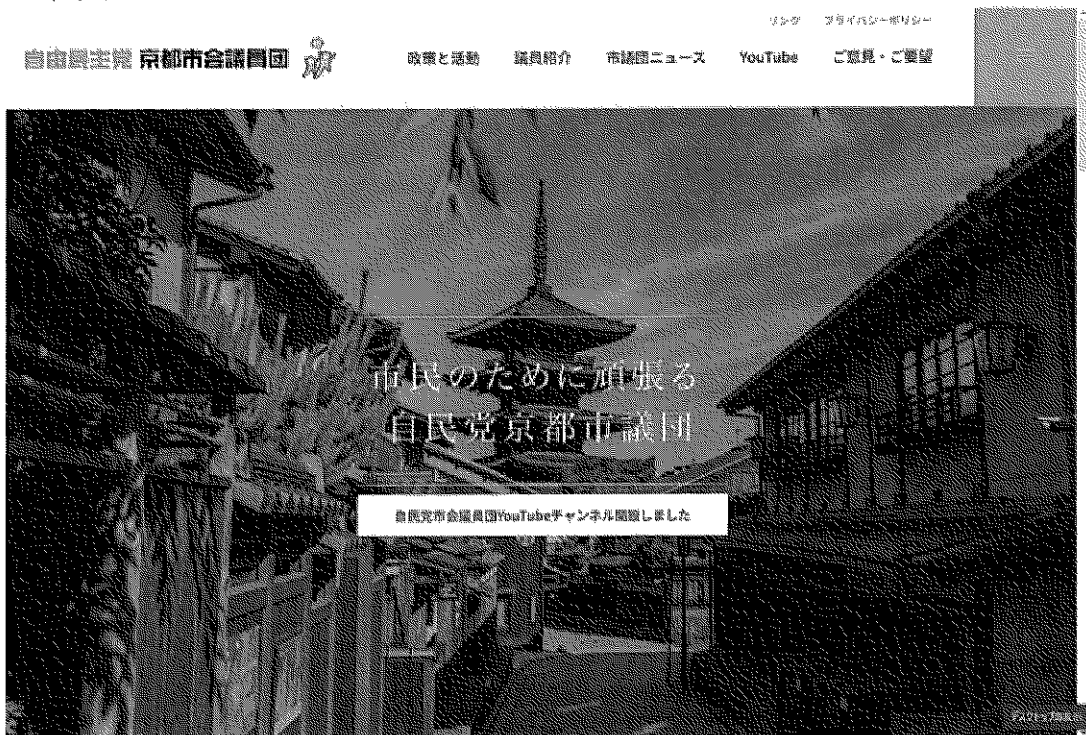 リンク プライバシーポリシー
自由民主党 京都市会議員団
政策と活動 議員紹介 市議団ニュース YouTube ご意見・ご要望
市民のために頑張る
自民党京都市議団
自民党市会議員団YouTubeチャンネル開設しました